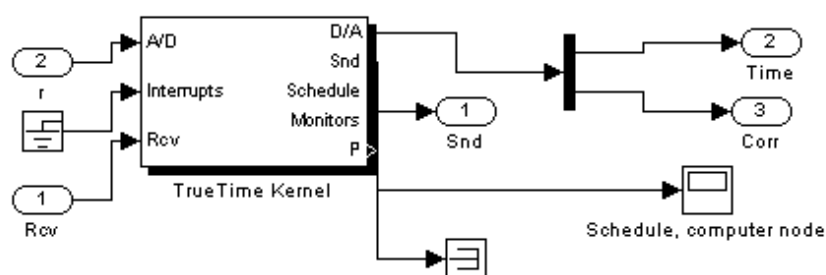 A/D
Interrupts
Rcv
D/A
Snd
Schedule
Monitors
P
TrueTime Kernel
2
r
1
Rcv
1
Snd
2
Time
3
Corr
Schedule, computer node